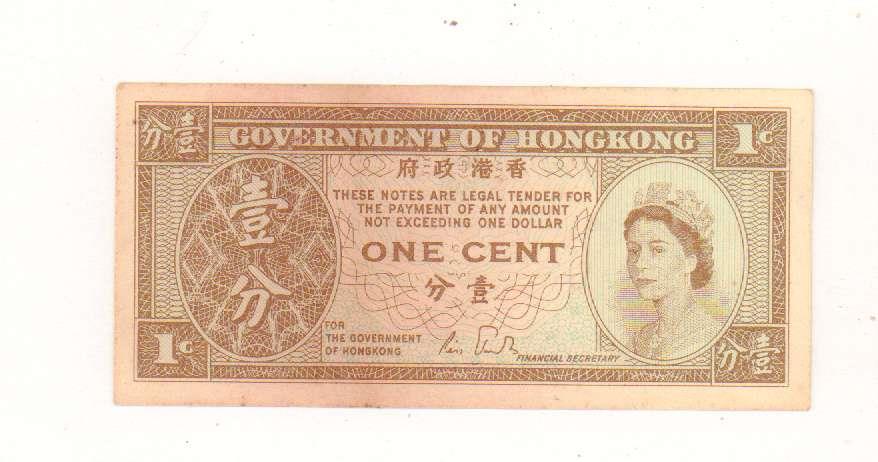 分壹
GOVERNMENT OF HONGKONG
1C
府政港香
THESE NOTES ARE LEGAL TENDER FOR
THE PAYMENT OF ANY AMOUNT
NOT EXCEEDING ONE DOLLAR
壹
分
ONE CENT
分壹
FOR
THE GOVERNMENT
OF HONGKONG
FINANCIAL SECRETARY
1C
分壹